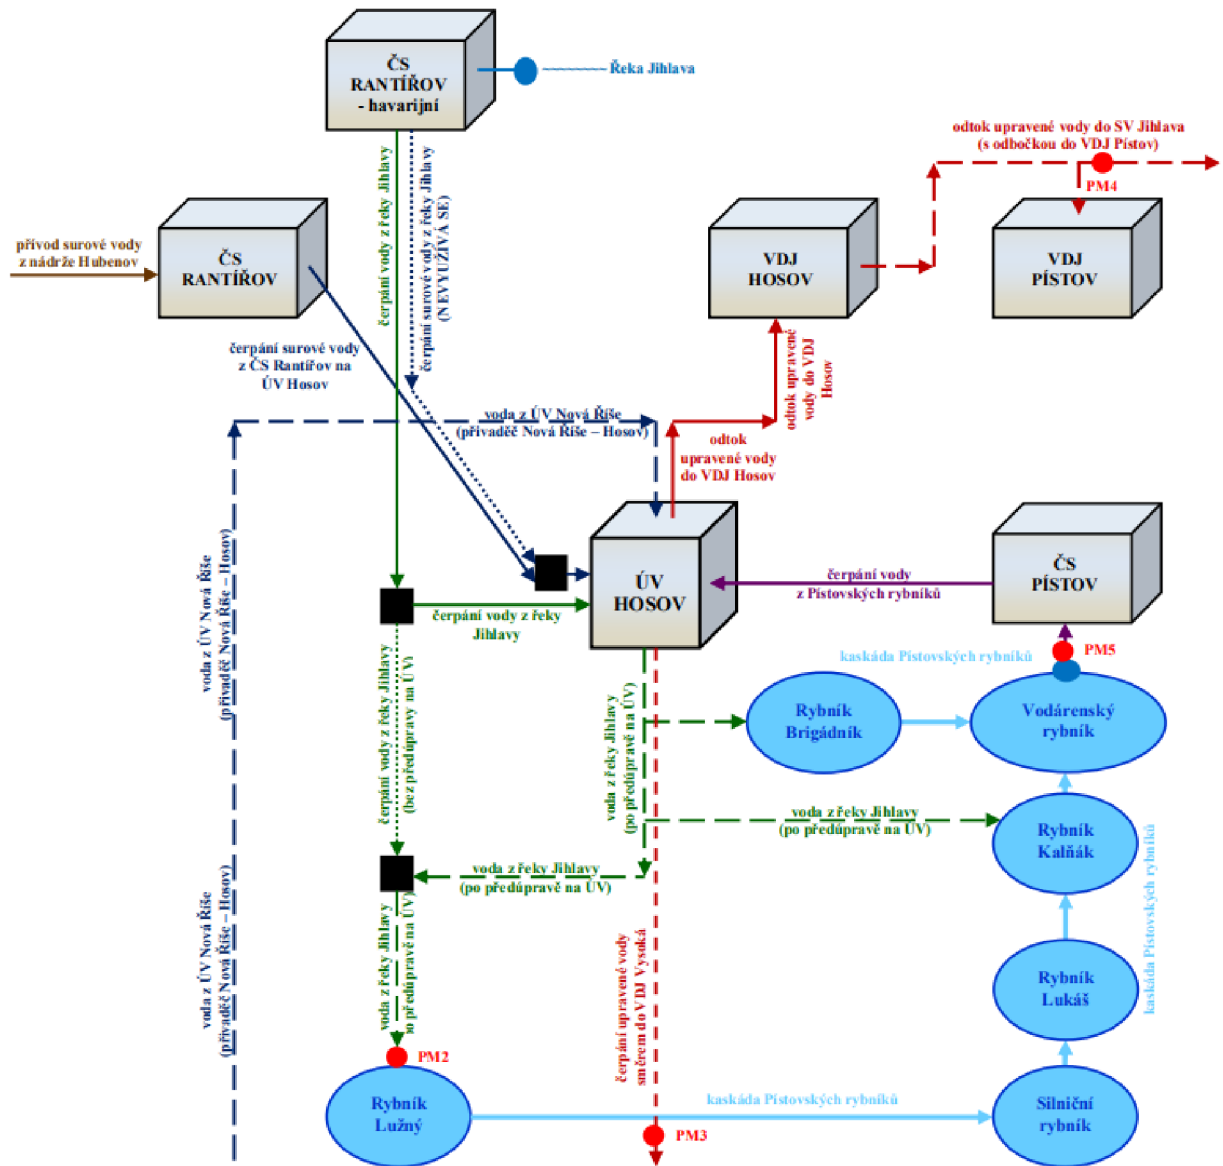 ČS
RANTÍŘOV
- havarijní
Řeka Jihlava
odtok upravené vody do SV Jihlava
(s odbočkou do VDJ Pístov)
PM4
čerpání vody z řeky Jihlavy
čerpání surové vody z řeky Jihlavy
(NEVYUŽÍVÁ SE)
přívod surové vody
z nádrže Hubenov
ČS
RANTÍŘOV
VDJ
HOSOV
VDJ
PÍSTOV
čerpání surové vody
z ČS Rantířov na
ÚV Hosov
odtok upravené
vody do VDJ
Hosov
voda z ÚV Nová Říše
(přivaděč Nová Říše – Hosov)
odtok
upravené vody
do VDJ Hosov
voda z ÚV Nová Říše
(přivaděč Nová Říše – Hosov)
ÚV
HOSOV
čerpání vody
z Pístovských rybníků
ČS
PÍSTOV
čerpání vody z řeky
Jihlavy
PM5
kaskáda Pístovských rybníků
čerpání vody z řeky Jihlavy
(bez předúpravy na ÚV)
voda z řeky Jihlavy
(po předúpravě na ÚV)
Rybník
Brigádník
Vodárenský
rybník
voda z řeky Jihlavy
(po předúpravě na ÚV)
Rybník
Kalňák
voda z řeky Jihlavy
(po předúpravě na ÚV)
voda z ÚV Nová Říše
(přivaděč Nová Říše – Hosov)
voda z řeky Jihlavy
po předúpravě na ÚV)
čerpání upravené vody
směrem do VDJ Vysoká
kaskáda Pístovských rybníků
Rybník
Lukáš
PM2
Rybník
Lužný
kaskáda Pístovských rybníků
Silniční
rybník
PM3